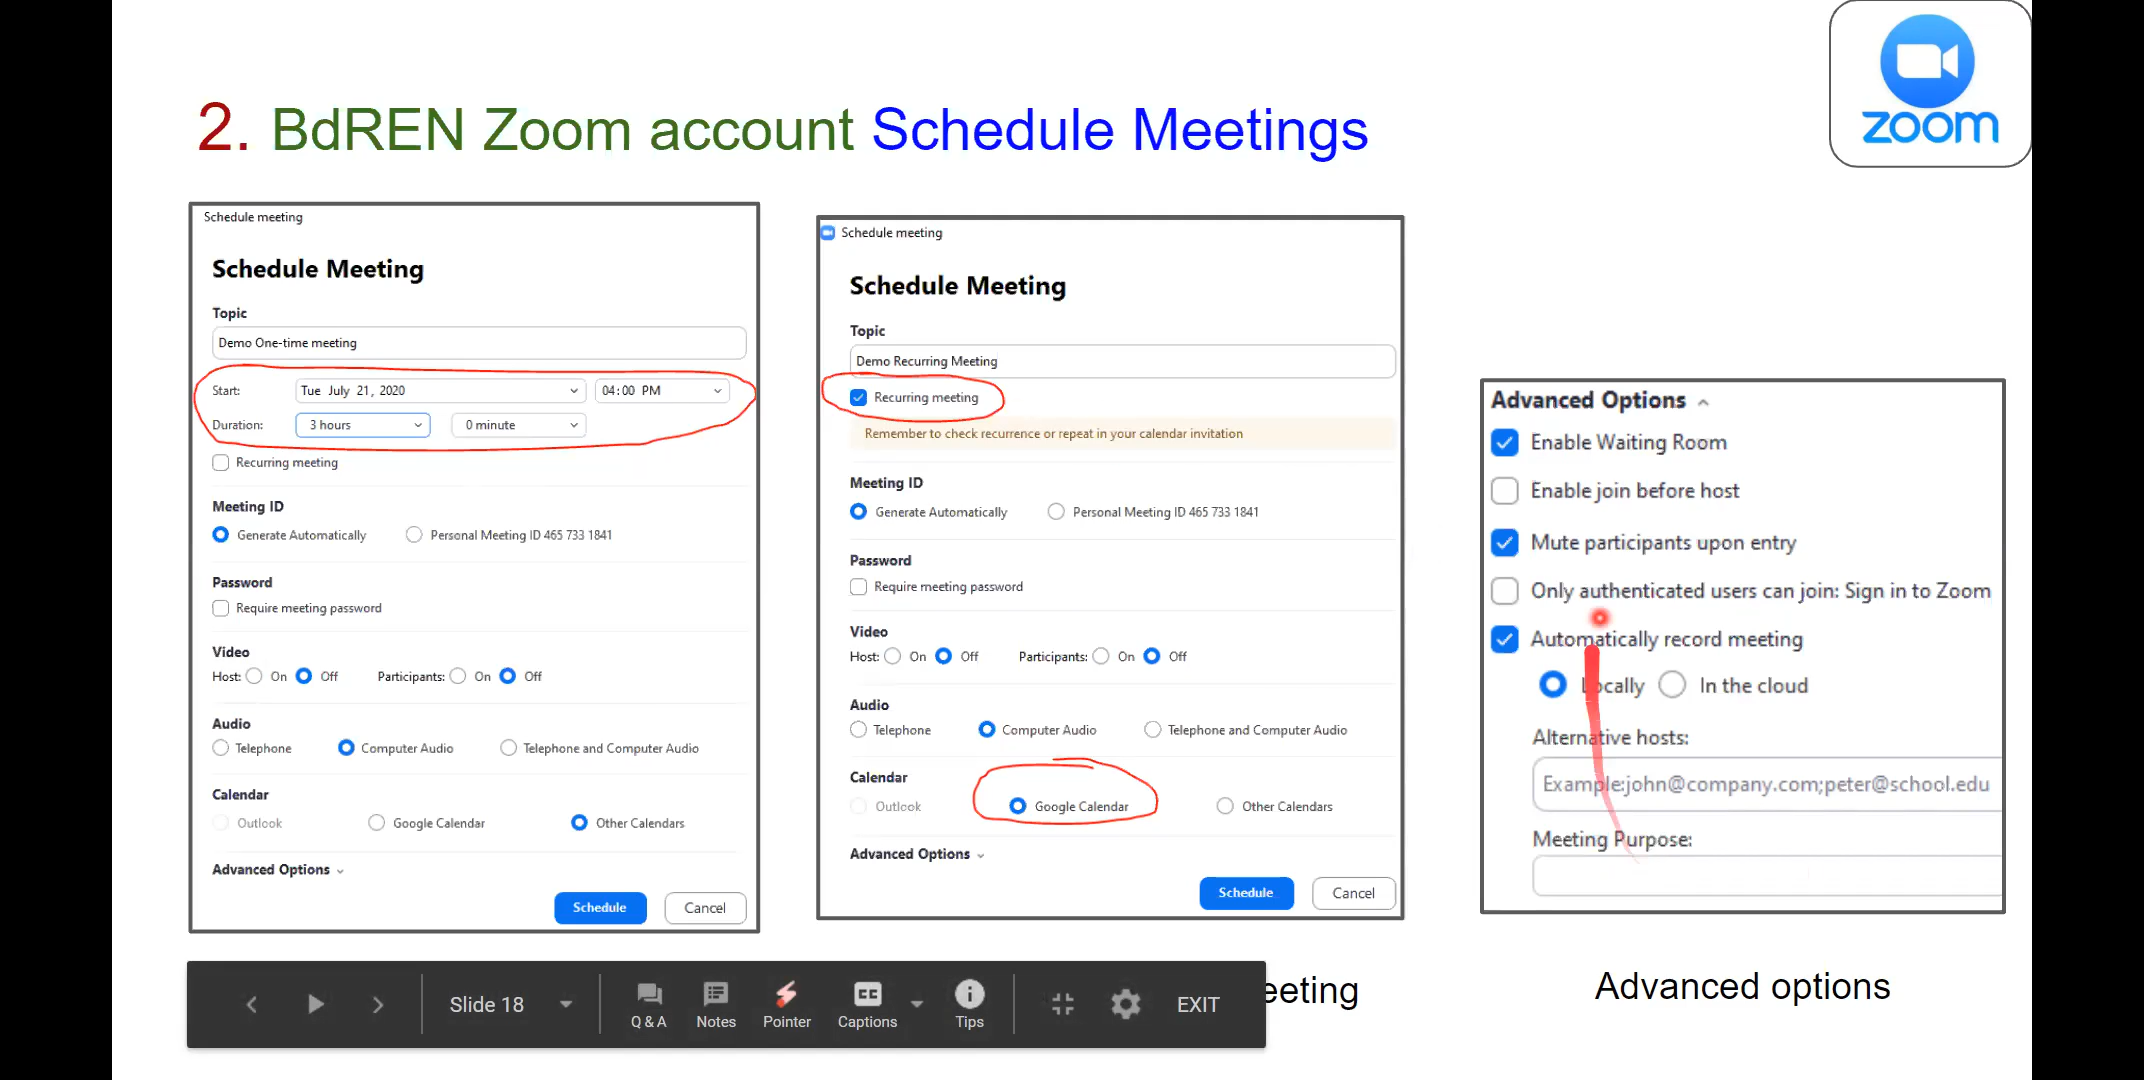 zoom
2. BdREN Zoom account Schedule Meetings
Schedule meeting
Schedule Meeting
Topic
Demo One-time meeting
Start: Tue July 21, 2020 04:00 PM
Duration: 3 hours 0 minute
Recurring meeting
Meeting ID
Generate Automatically Personal Meeting ID 465 733 1841
Password
Require meeting password
Video
Host: On Off Participants: On Off
Audio
Telephone Computer Audio Telephone and Computer Audio
Calendar
Outlook Google Calendar Other Calendars
Advanced Options
Schedule Cancel
Schedule meeting
Schedule Meeting
Topic
Demo Recurring Meeting
Recurring meeting
Remember to check recurrence or repeat in your calendar invitation
Meeting ID
Generate Automatically Personal Meeting ID 465 733 1841
Password
Require meeting password
Video
Host: On Off Participants: On Off
Audio
Telephone Computer Audio Telephone and Computer Audio
Calendar
Outlook Google Calendar Other Calendars
Advanced Options
Schedule Cancel
Advanced Options
Enable Waiting Room
Enable join before host
Mute participants upon entry
Only authenticated users can join: Sign in to Zoom
Automatically record meeting
Locally In the cloud
Alternative hosts:
Example:john@company.com;peter@school.edu
Meeting Purpose:
eeting
Advanced options
Slide 18
Q & A Notes Pointer CC Captions Tips
EXIT